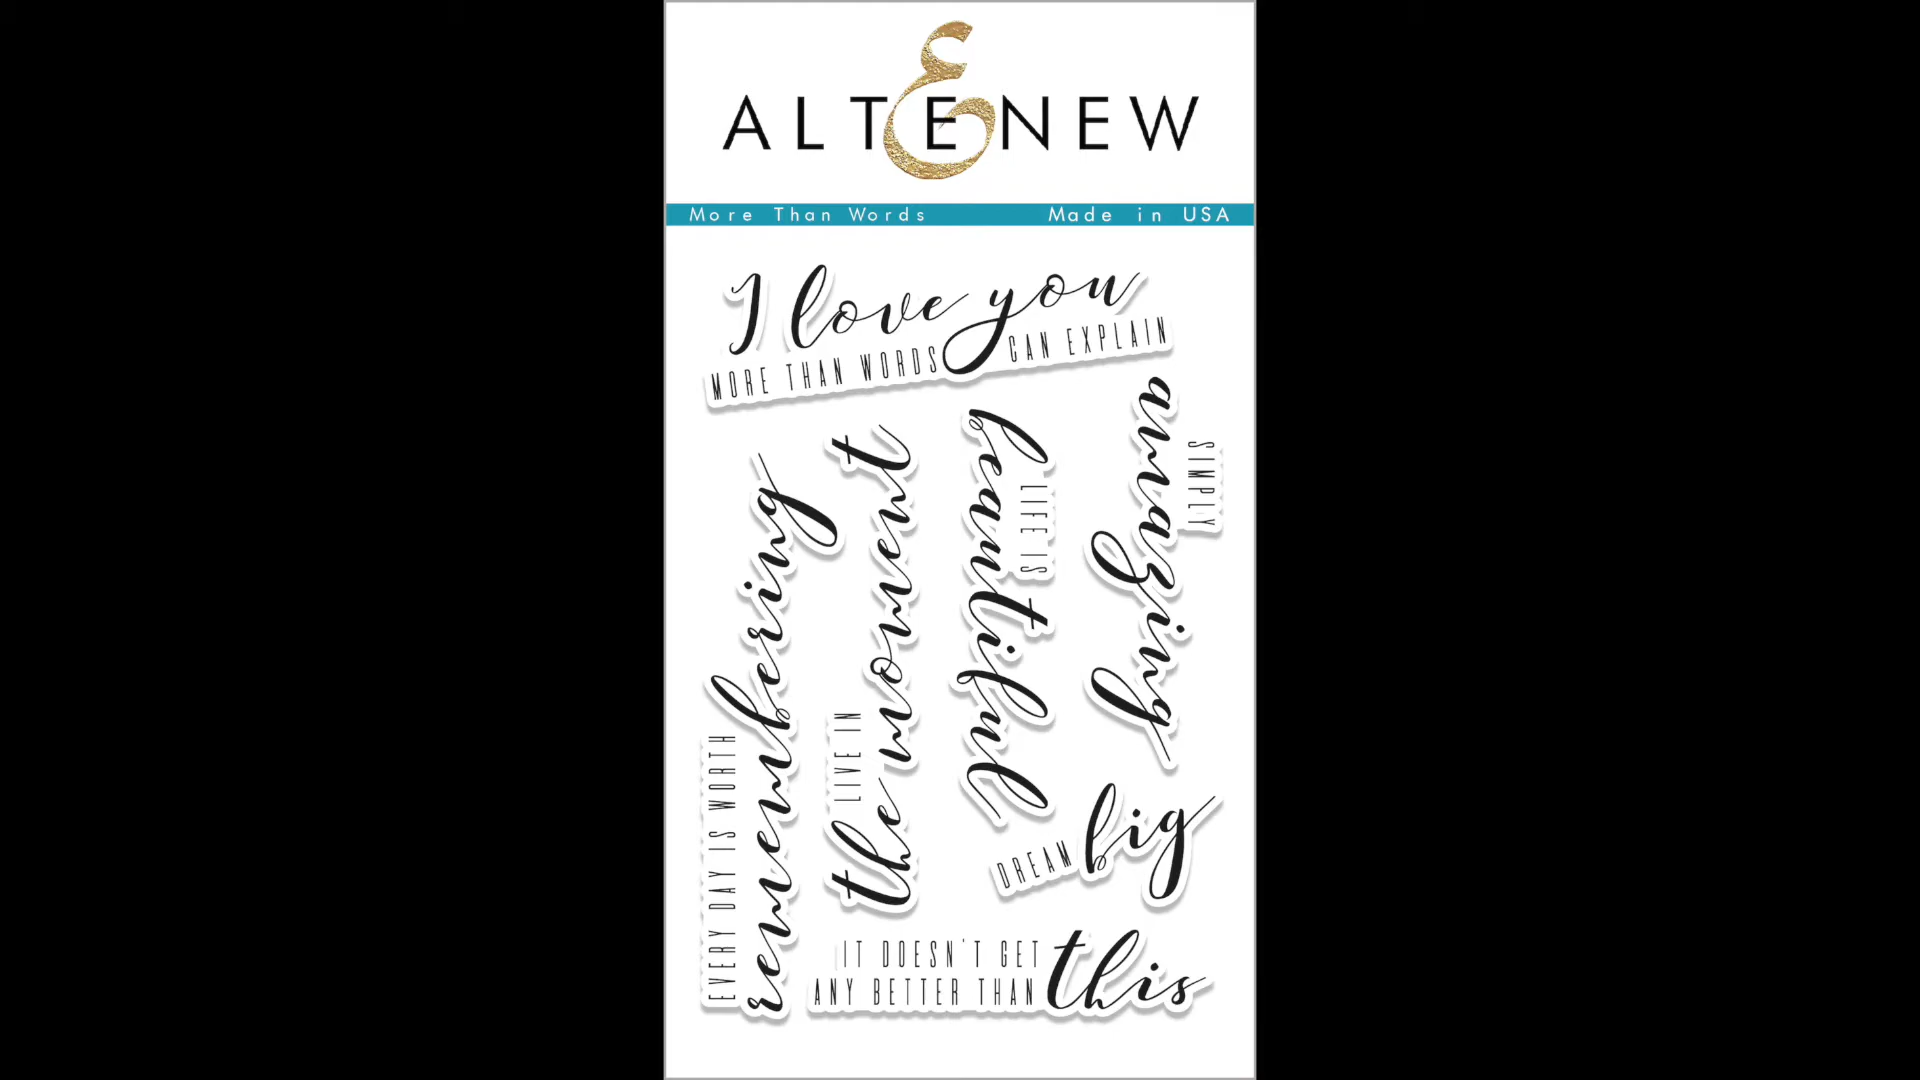 ALTENEW
More Than Words Made in USA
I love you
MORE THAN WORDS CAN EXPLAIN
EVERY DAY IS WORTH
remembering
LIVE IN
the moment
LIFE IS
beautiful
SIMPLY
amazing
DREAM big
IT DOESN'T GET
ANY BETTER THAN this